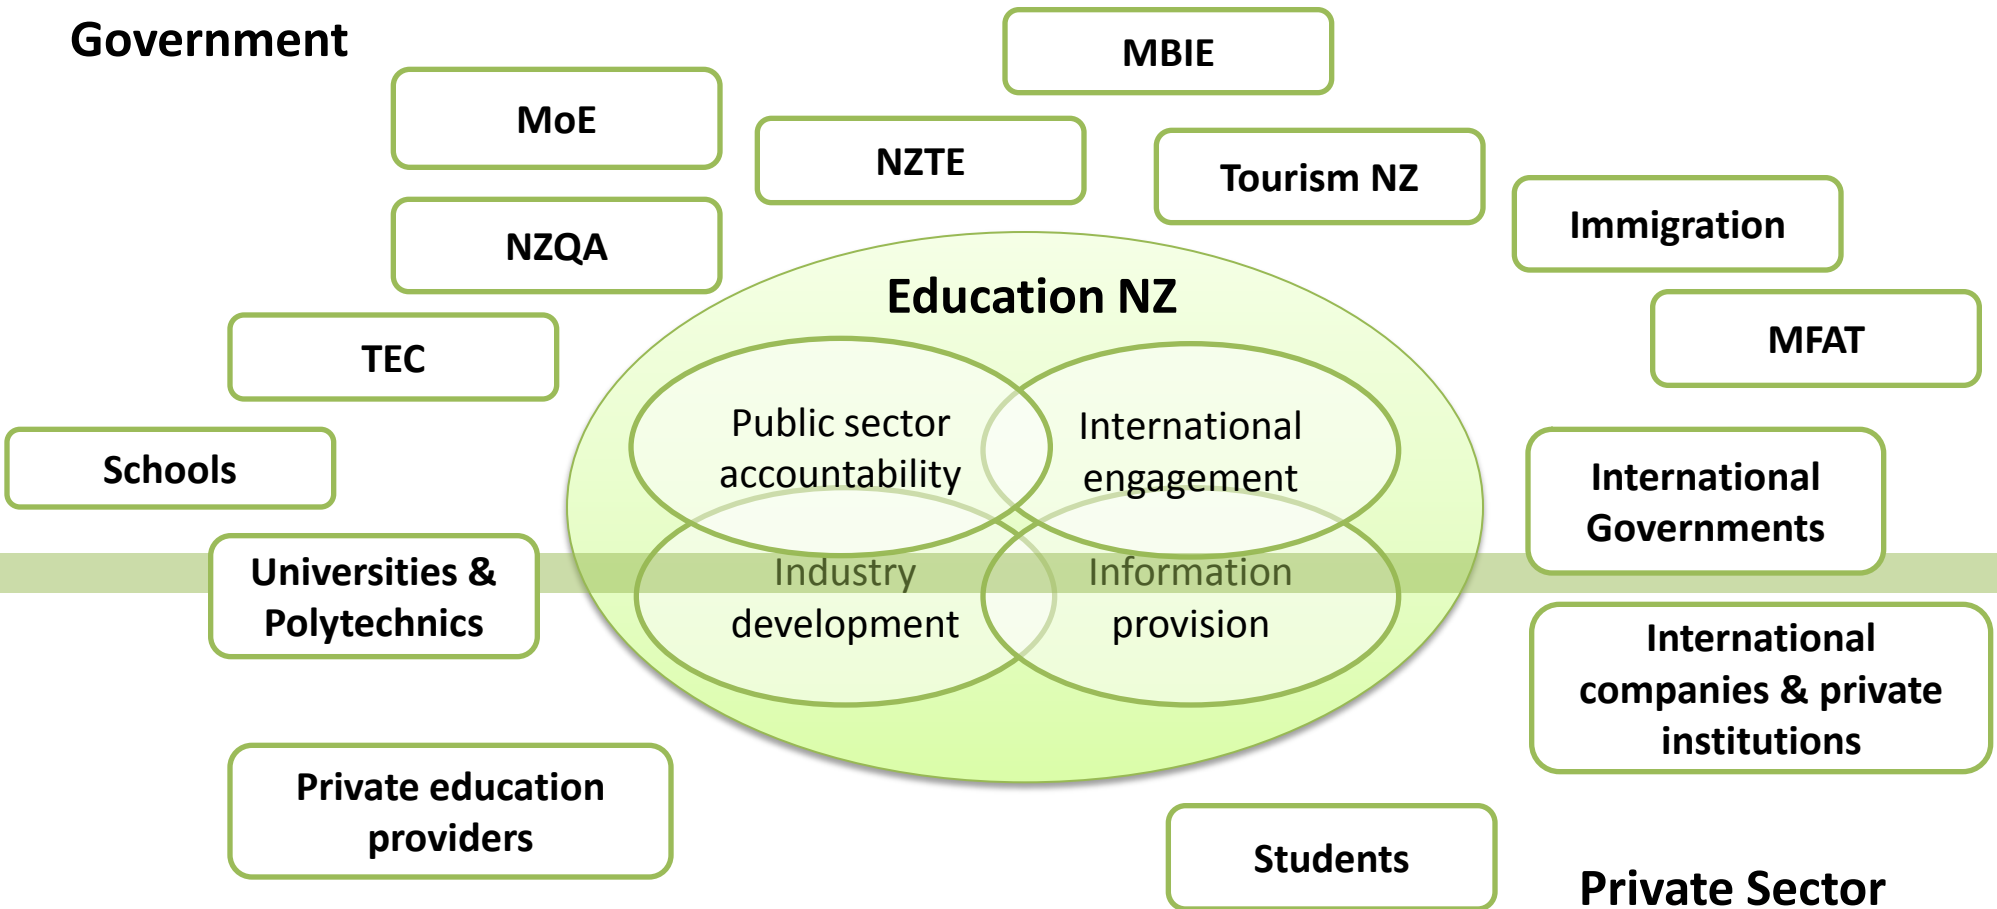 Government
MBIE
MoE
NZTE
Tourism NZ
Immigration
NZQA
Education NZ
MFAT
TEC
Public sector
accountability
International
engagement
Schools
International
Governments
Universities &
Polytechnics
Industry
development
Information
provision
International
companies & private
institutions
Private education
providers
Students
Private Sector